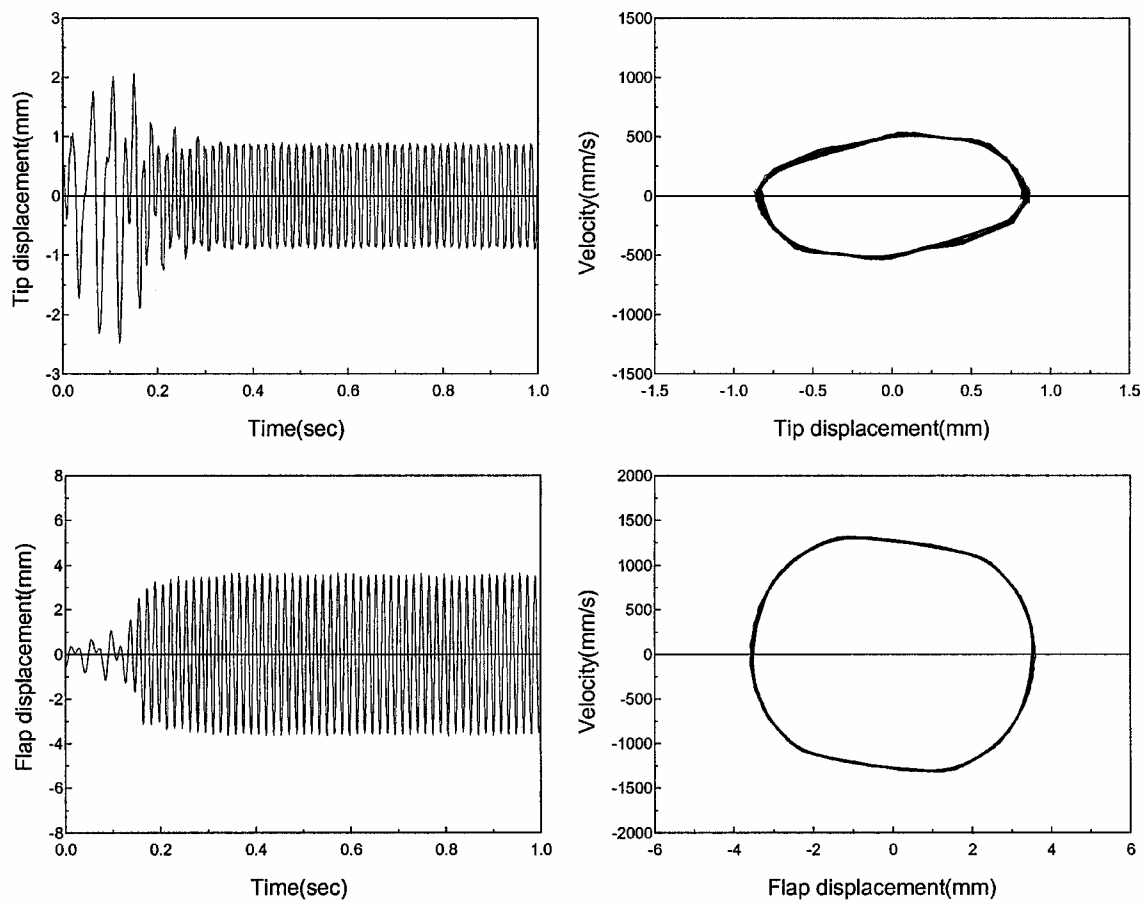 3
2
1
0
-1
-2
-3
Tip displacement(mm)
0.0 0.2 0.4 0.6 0.8 1.0
Time(sec)
1500
1000
500
0
-500
-1000
-1500
Velocity(mm/s)
-1.5 -1.0 -0.5 0.0 0.5 1.0 1.5
Tip displacement(mm)
8
6
4
2
0
-2
-4
-6
-8
Flap displacement(mm)
0.0 0.2 0.4 0.6 0.8 1.0
Time(sec)
2000
1500
1000
500
0
-500
-1000
-1500
-2000
Velocity(mm/s)
-6 -4 -2 0 2 4 6
Flap displacement(mm)